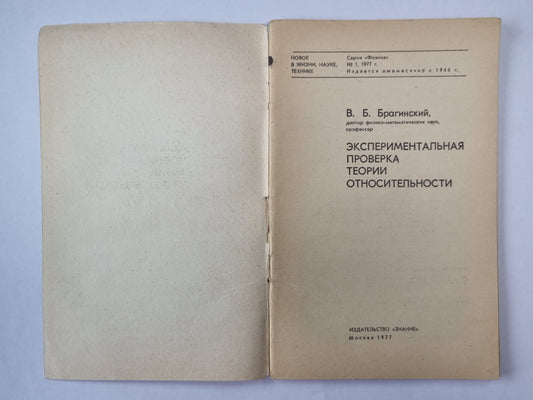 НОВОЕ
В ЖИЗНИ, НАУКЕ,
ТЕХНИКЕ
Серия «Физика»
№ 1, 1977 г.
Издается ежемесячно с 1945 г.
В. Б. Брагинский,
доктор физико-математических наук,
профессор
ЭКСПЕРИМЕНТАЛЬНАЯ
ПРОВЕРКА
ТЕОРИИ
ОТНОСИТЕЛЬНОСТИ
ИЗДАТЕЛЬСТВО «ЗНАНИЕ»
Москва 1977